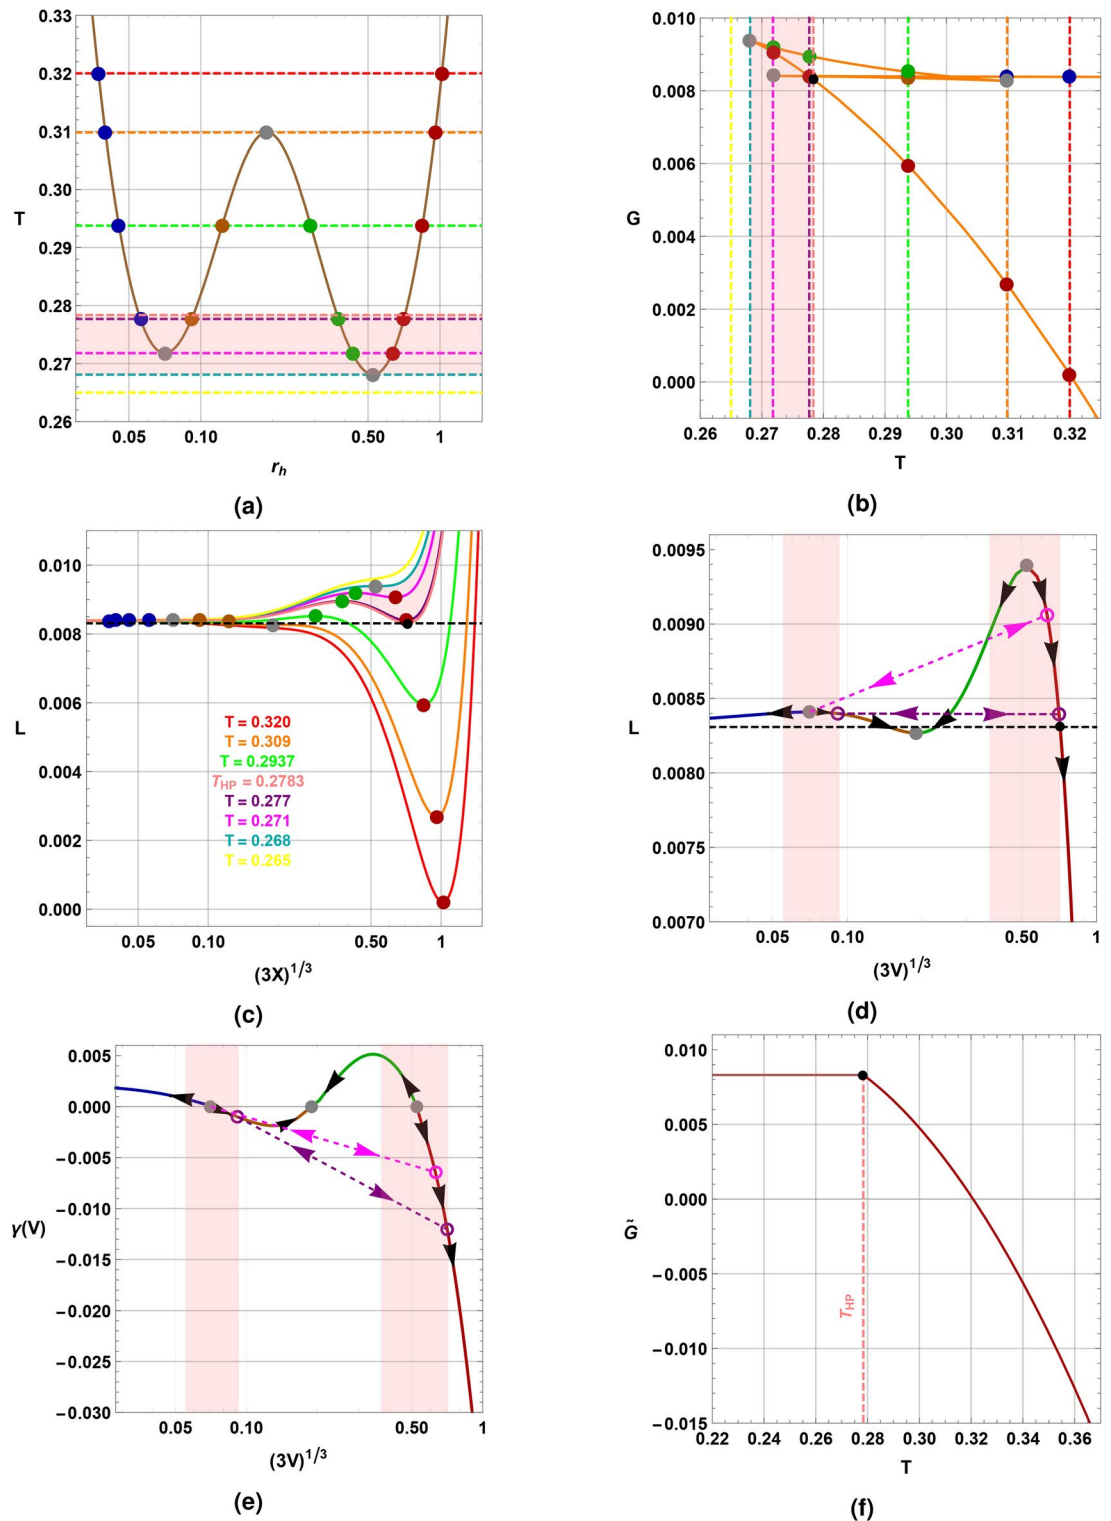 0.33
0.32
0.31
0.30
T
0.29
0.28
0.27
0.26
0.05 0.10 0.50 1
r_h
(a)
0.010
0.008
0.006
G
0.004
0.002
0.000
0.26 0.27 0.28 0.29 0.30 0.31 0.32
T
(b)
0.010
0.008
0.006
L
0.004
0.002
0.000
T = 0.320
T = 0.309
T = 0.2937
T_HP = 0.2783
T = 0.277
T = 0.271
T = 0.268
T = 0.265
0.05 0.10 0.50 1
(3X)^1/3
(c)
0.0095
0.0090
0.0085
L
0.0080
0.0075
0.0070
0.05 0.10 0.50 1
(3V)^1/3
(d)
0.005
0.000
−0.005
−0.010
γ(V)
−0.015
−0.020
−0.025
−0.030
0.05 0.10 0.50 1
(3V)^1/3
(e)
0.010
0.005
0.000
G̃
−0.005
T_HP
−0.010
−0.015
0.22 0.24 0.26 0.28 0.30 0.32 0.34 0.36
T
(f)